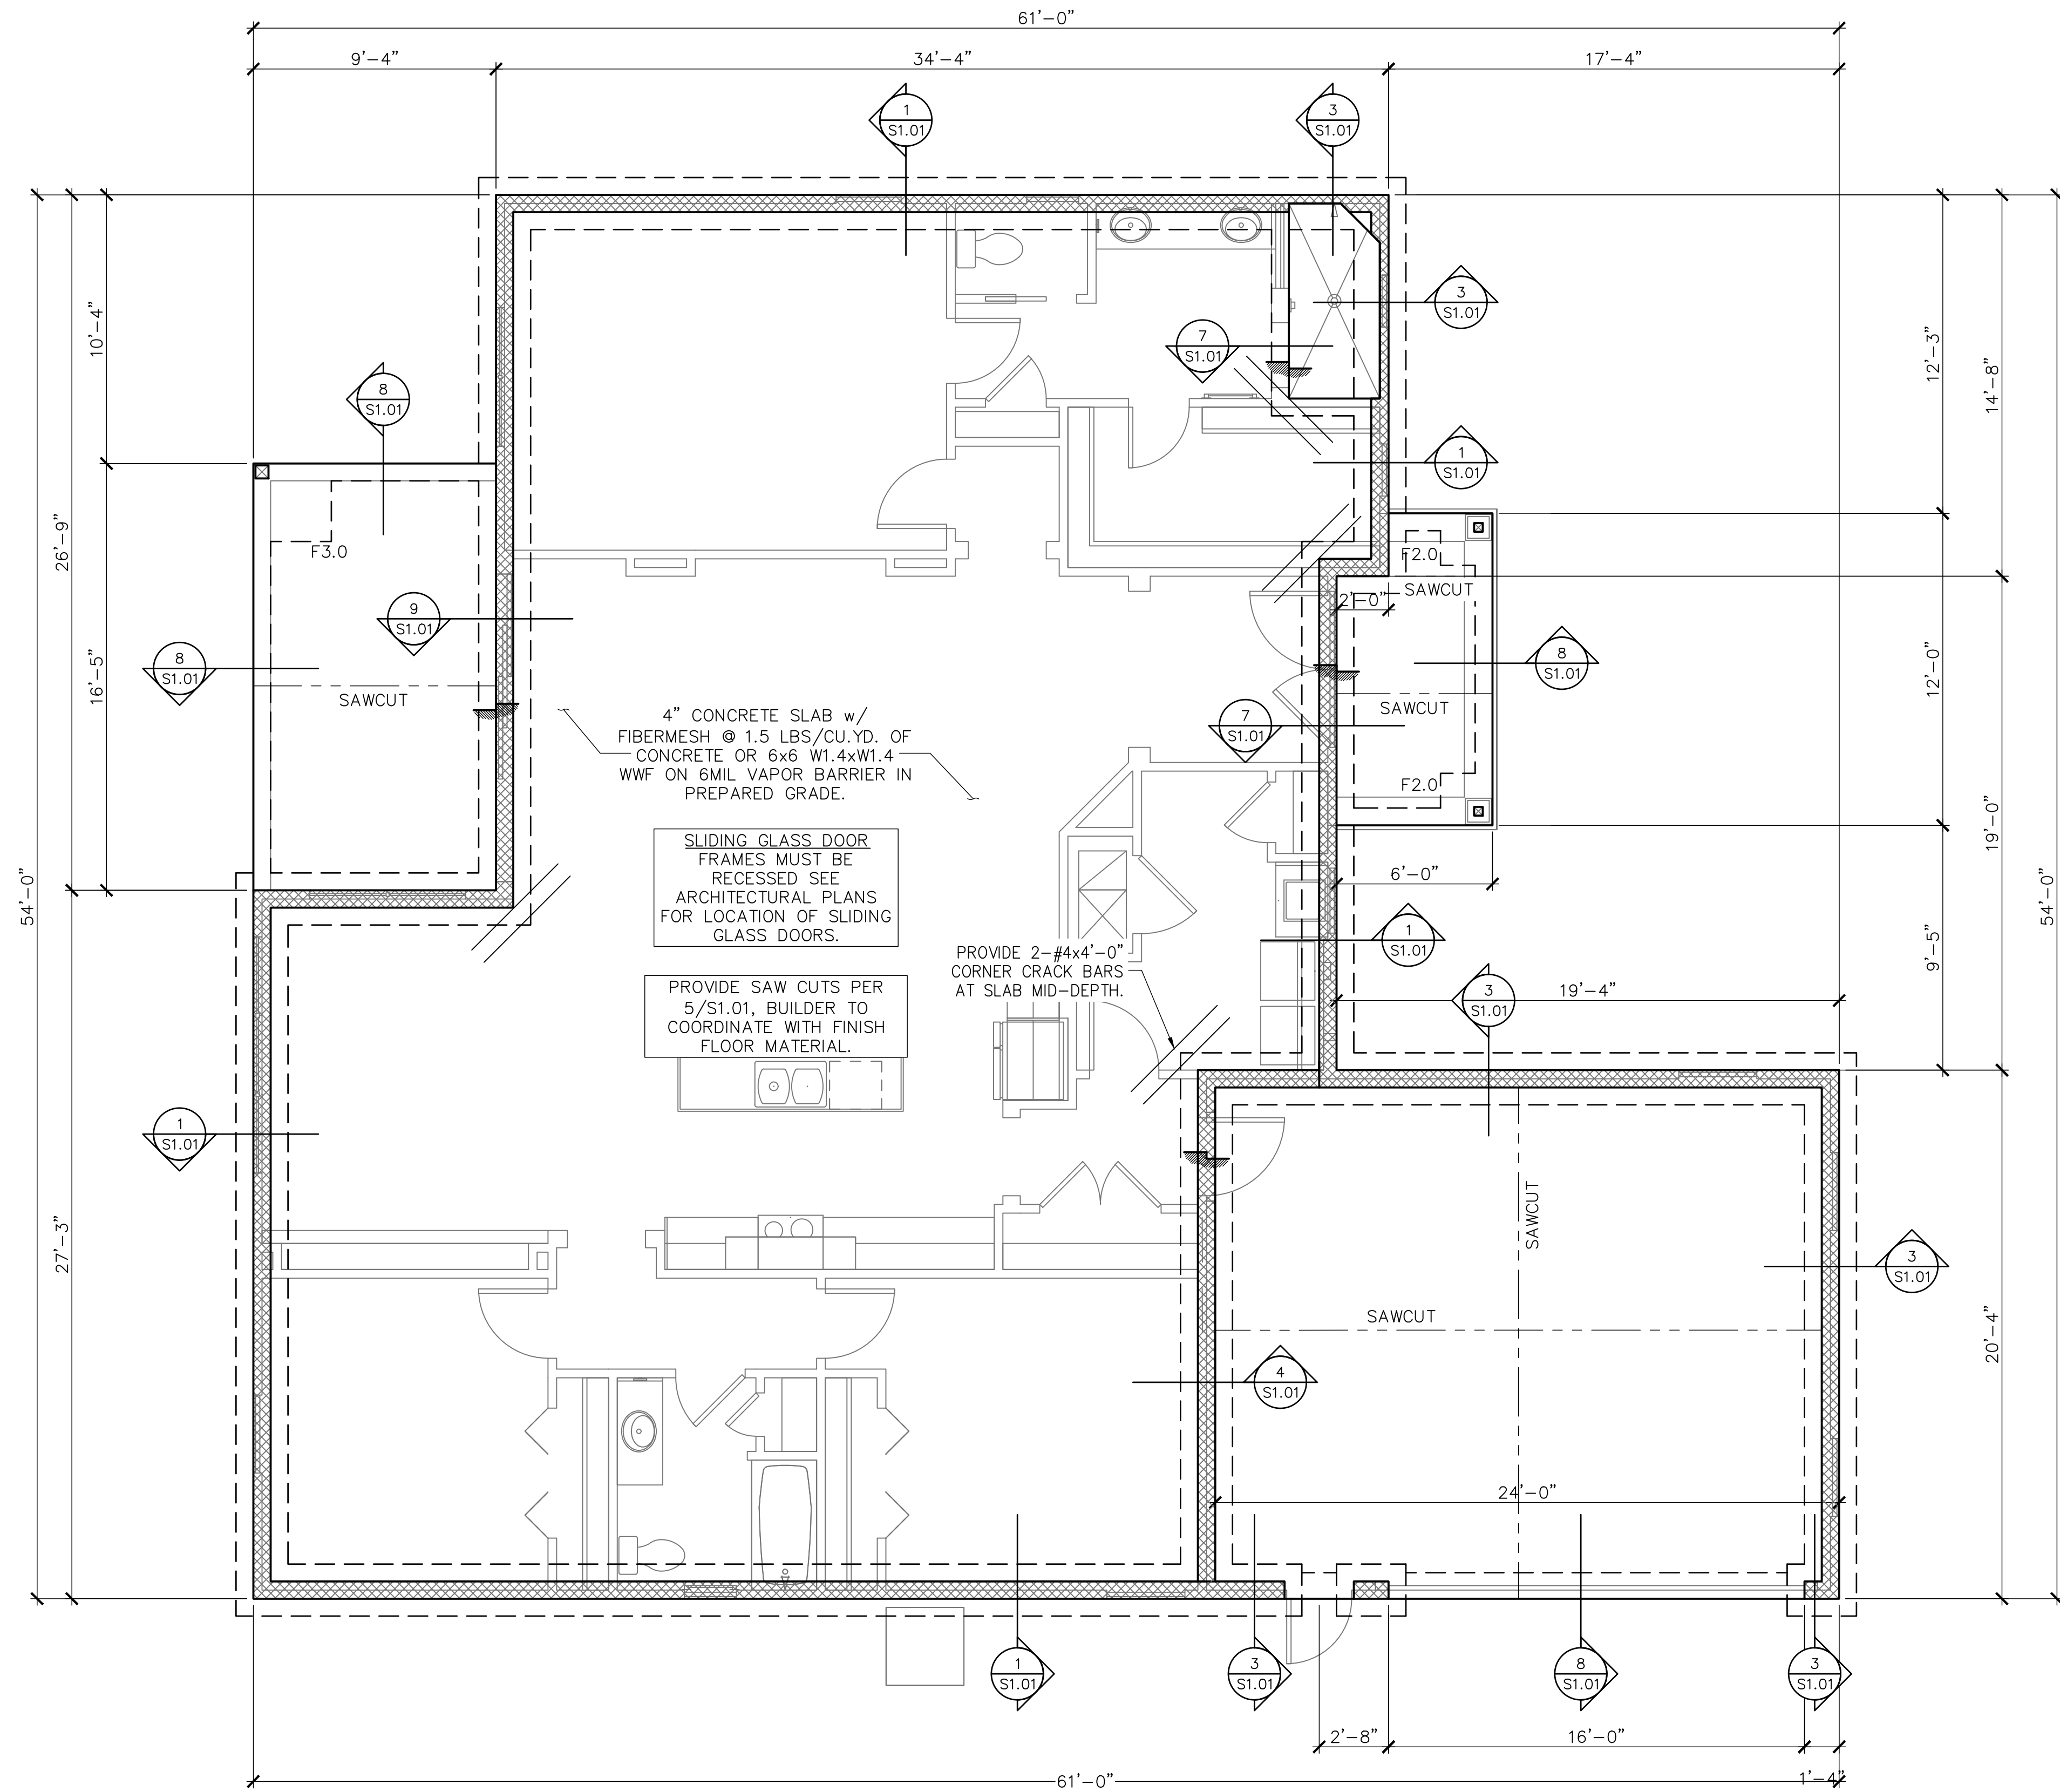 61'-0"
9'-4"
34'-4"
17'-4"
1
S1.01
3
S1.01
3
S1.01
7
S1.01
8
S1.01
1
S1.01
54'-0"
26'-9"
10'-4"
12'-3"
14'-8"
54'-0"
F3.0
F2.0
SAWCUT
2'-0"
9
S1.01
8
S1.01
8
S1.01
16'-5"
SAWCUT
SAWCUT
12'-0"
4" CONCRETE SLAB w/
FIBERMESH @ 1.5 LBS/CU.YD. OF
CONCRETE OR 6x6 W1.4xW1.4
WWF ON 6MIL VAPOR BARRIER IN
PREPARED GRADE.
7
S1.01
F2.0
SLIDING GLASS DOOR
FRAMES MUST BE
RECESSED SEE
ARCHITECTURAL PLANS
FOR LOCATION OF SLIDING
GLASS DOORS.
6'-0"
19'-0"
9'-5"
1
S1.01
PROVIDE 2-#4x4'-0"
CORNER CRACK BARS
AT SLAB MID-DEPTH.
PROVIDE SAW CUTS PER
5/S1.01, BUILDER TO
COORDINATE WITH FINISH
FLOOR MATERIAL.
3
S1.01
19'-4"
1
S1.01
27'-3"
SAWCUT
SAWCUT
3
S1.01
20'-4"
4
S1.01
24'-0"
1
S1.01
3
S1.01
8
S1.01
3
S1.01
2'-8"
16'-0"
1'-4"
61'-0"